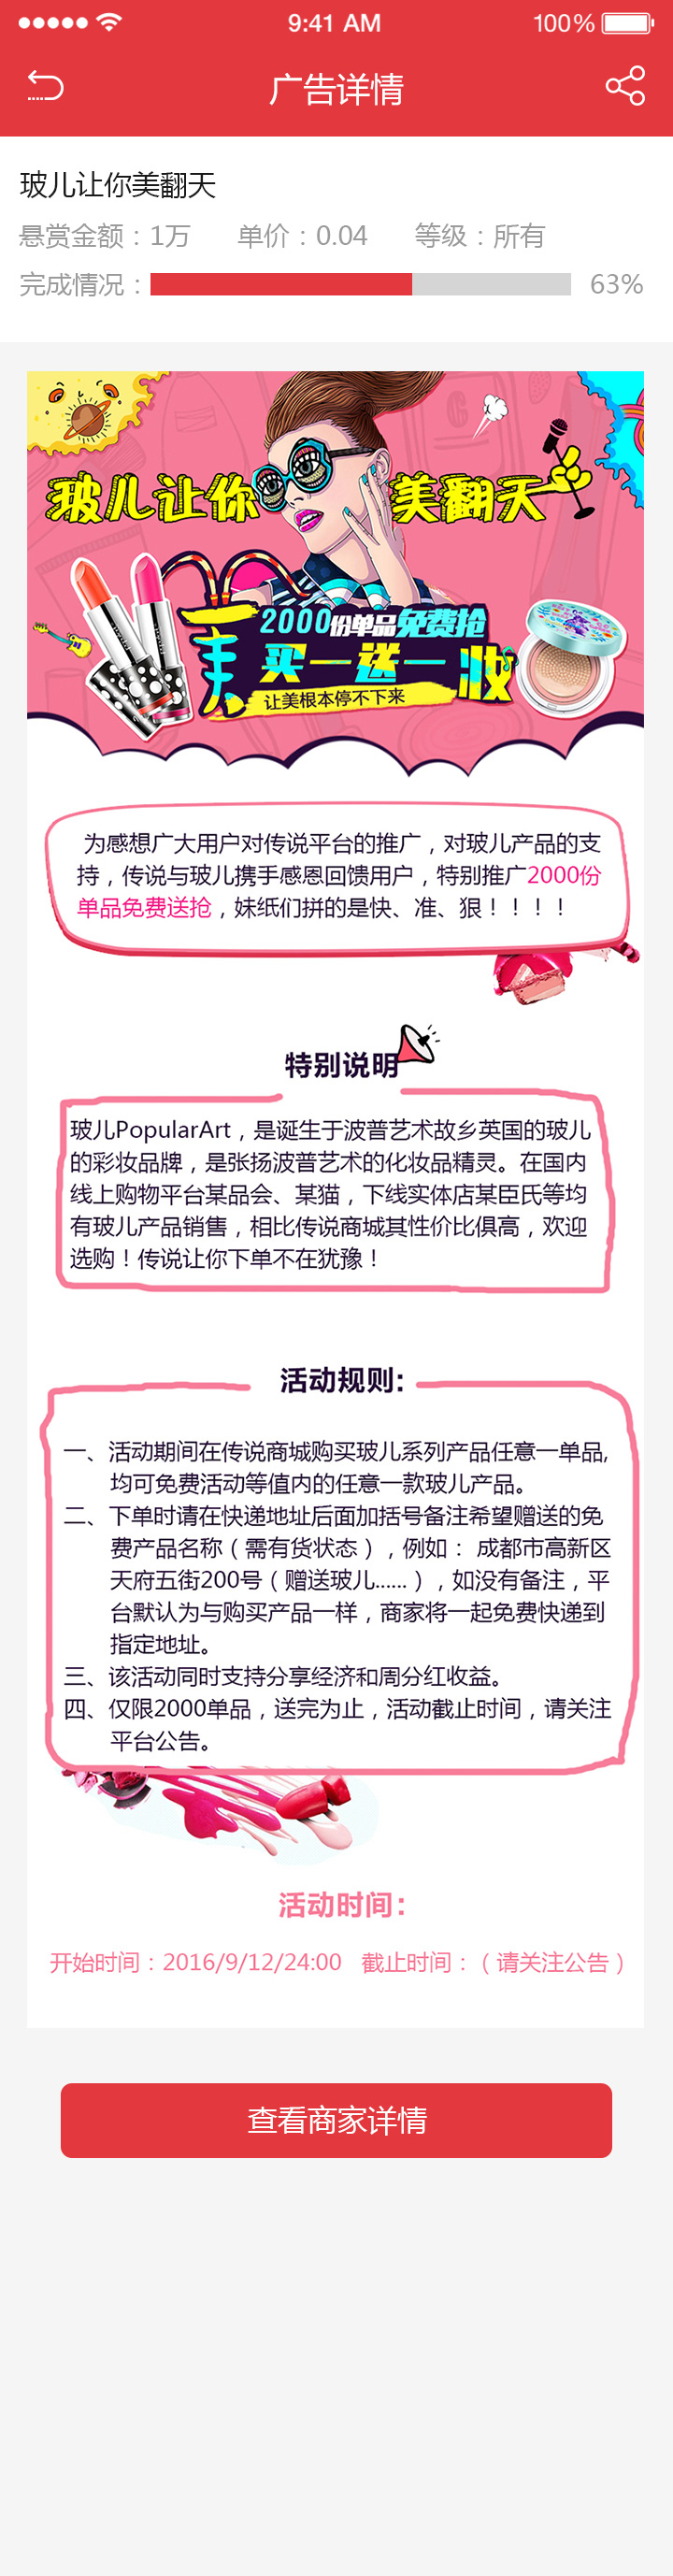 9:41 AM
100%
广告详情
玻儿让你美翻天
悬赏金额：1万 单价：0.04 等级：所有
完成情况： 63%
玻儿让你 美翻天
2000份单品免费抢
美 买一送一 妆
让美根本停不下来
为感想广大用户对传说平台的推广，对玻儿产品的支
持，传说与玻儿携手感恩回馈用户，特别推广2000份
单品免费送抢，妹纸们拼的是快、准、狠！！！！
特别说明
玻儿PopularArt，是诞生于波普艺术故乡英国的玻儿
的彩妆品牌，是张扬波普艺术的化妆品精灵。在国内
线上购物平台某品会、某猫，下线实体店某臣氏等均
有玻儿产品销售，相比传说商城其性价比俱高，欢迎
选购！传说让你下单不在犹豫！
活动规则:
一、活动期间在传说商城购买玻儿系列产品任意一单品,
均可免费活动等值内的任意一款玻儿产品。
二、下单时请在快递地址后面加括号备注希望赠送的免
费产品名称（需有货状态），例如： 成都市高新区
天府五街200号（赠送玻儿......），如没有备注，平
台默认为与购买产品一样，商家将一起免费快递到
指定地址。
三、该活动同时支持分享经济和周分红收益。
四、仅限2000单品，送完为止，活动截止时间，请关注
平台公告。
活动时间：
开始时间：2016/9/12/24:00 截止时间：（请关注公告）
查看商家详情